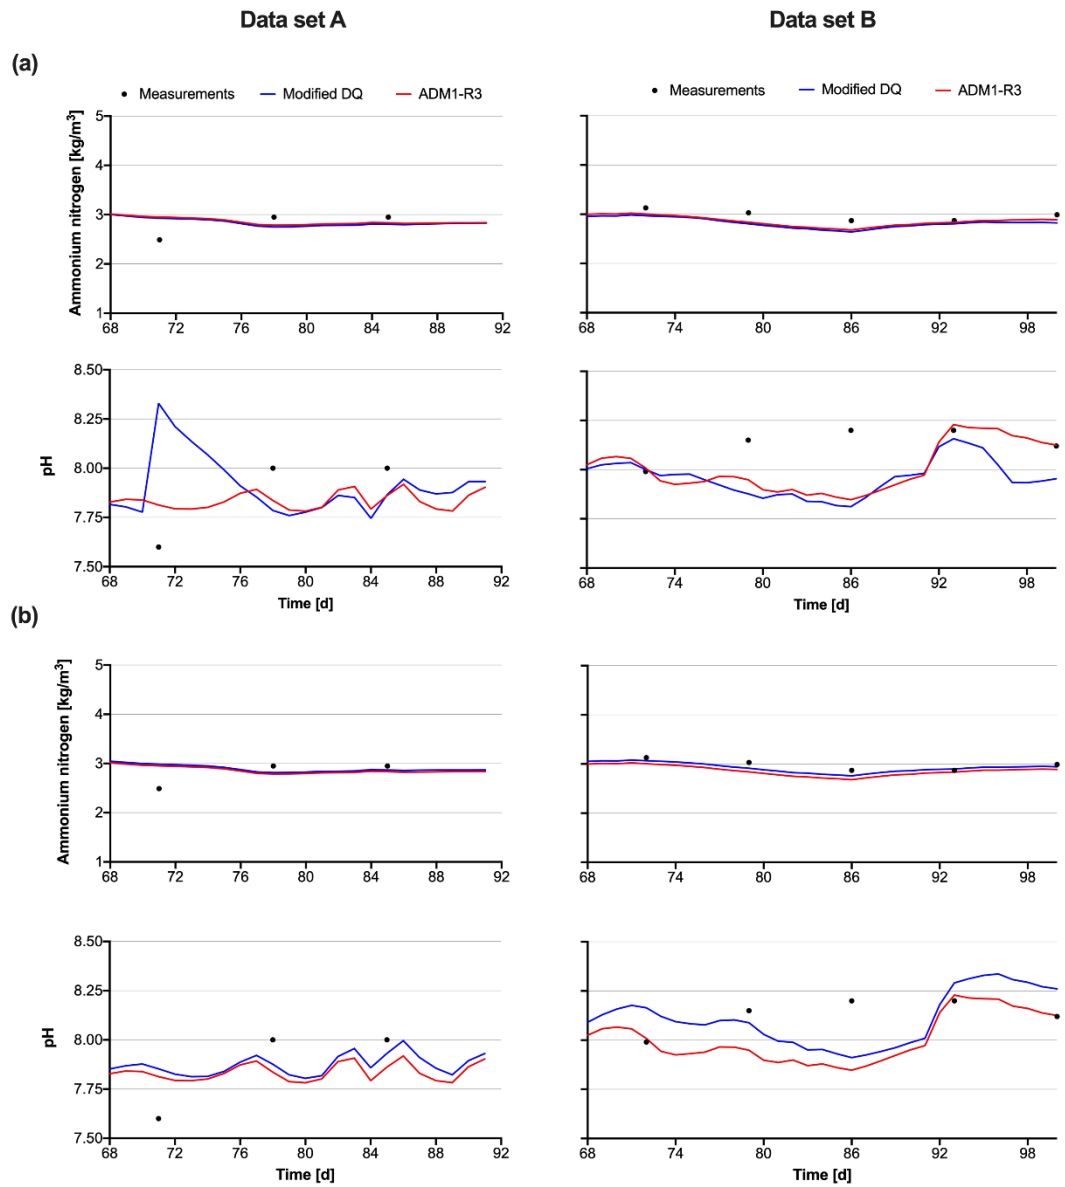 Data set A
Data set B
(a)
Measurements Modified DQ ADM1-R3
Measurements Modified DQ ADM1-R3
Ammonium nitrogen [kg/m³]
5
4
3
2
1
68 72 76 80 84 88 92
68 74 80 86 92 98
pH
8.50
8.25
8.00
7.75
7.50
68 72 76 80 84 88 92
Time [d]
68 74 80 86 92 98
Time [d]
(b)
Ammonium nitrogen [kg/m³]
5
4
3
2
1
68 72 76 80 84 88 92
68 74 80 86 92 98
pH
8.50
8.25
8.00
7.75
7.50
68 72 76 80 84 88 92
Time [d]
68 74 80 86 92 98
Time [d]